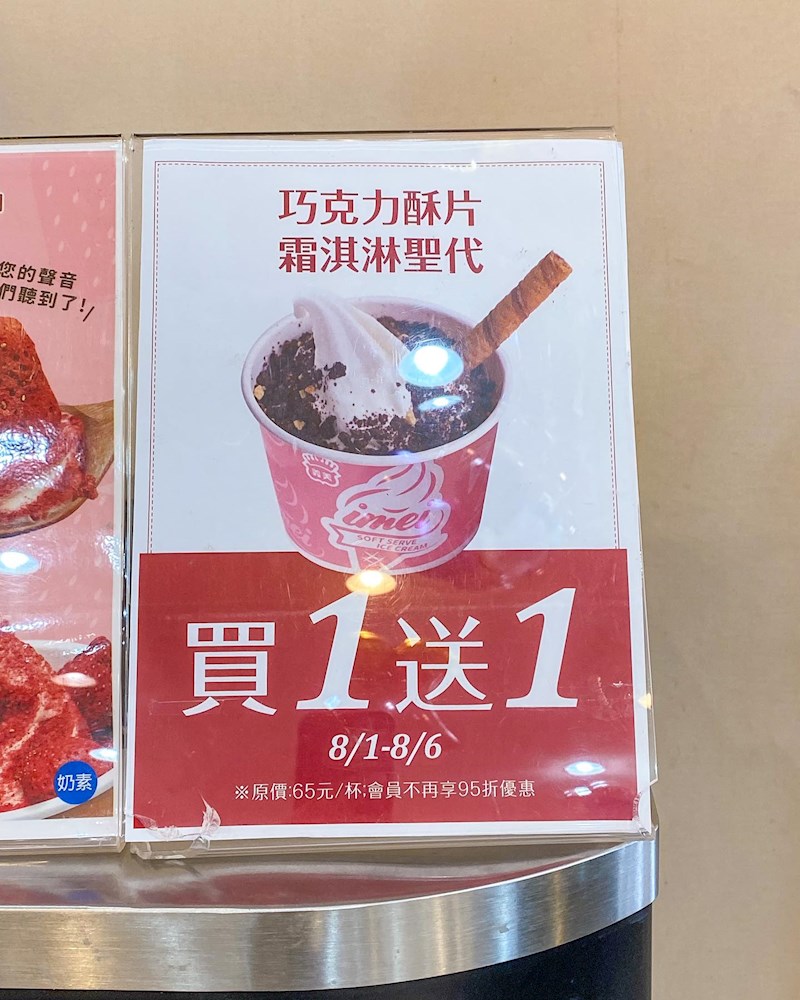 您的聲音
們聽到了!
奶素
巧克力酥片
霜淇淋聖代
義美
imei
SOFT SERVE
ICE CREAM
買1送1
8/1-8/6
※原價:65元/杯;會員不再享95折優惠